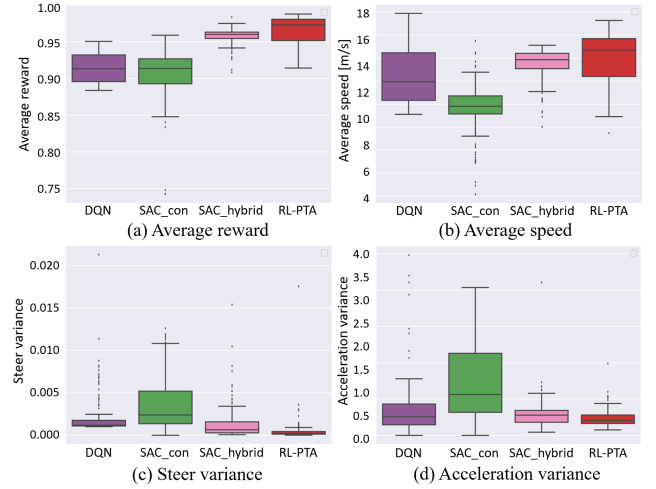 Average reward
1.00
0.95
0.90
0.85
0.80
0.75
DQN SAC_con SAC_hybrid RL-PTA
(a) Average reward
Average speed [m/s]
18
16
14
12
10
8
6
4
DQN SAC_con SAC_hybrid RL-PTA
(b) Average speed
Steer variance
0.020
0.015
0.010
0.005
0.000
DQN SAC_con SAC_hybrid RL-PTA
(c) Steer variance
Acceleration variance
4.0
3.5
3.0
2.5
2.0
1.5
1.0
0.5
0.0
DQN SAC_con SAC_hybrid RL-PTA
(d) Acceleration variance